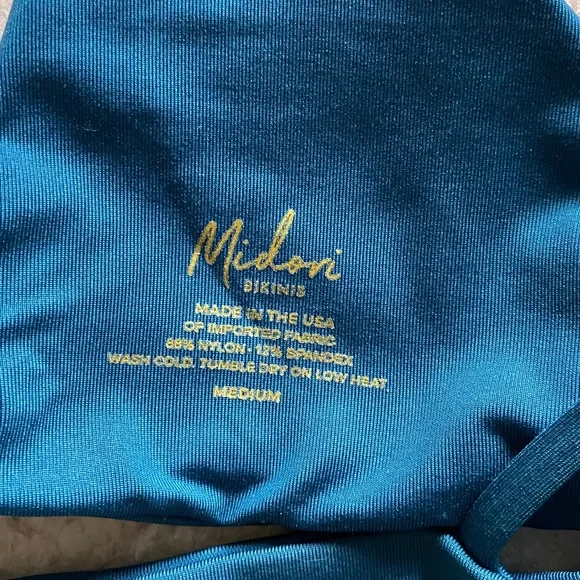 Midori
BIKINIS
MADE IN THE USA
OF IMPORTED FABRIC
88% NYLON · 12% SPANDEX
WASH COLD. TUMBLE DRY ON LOW HEAT
MEDIUM